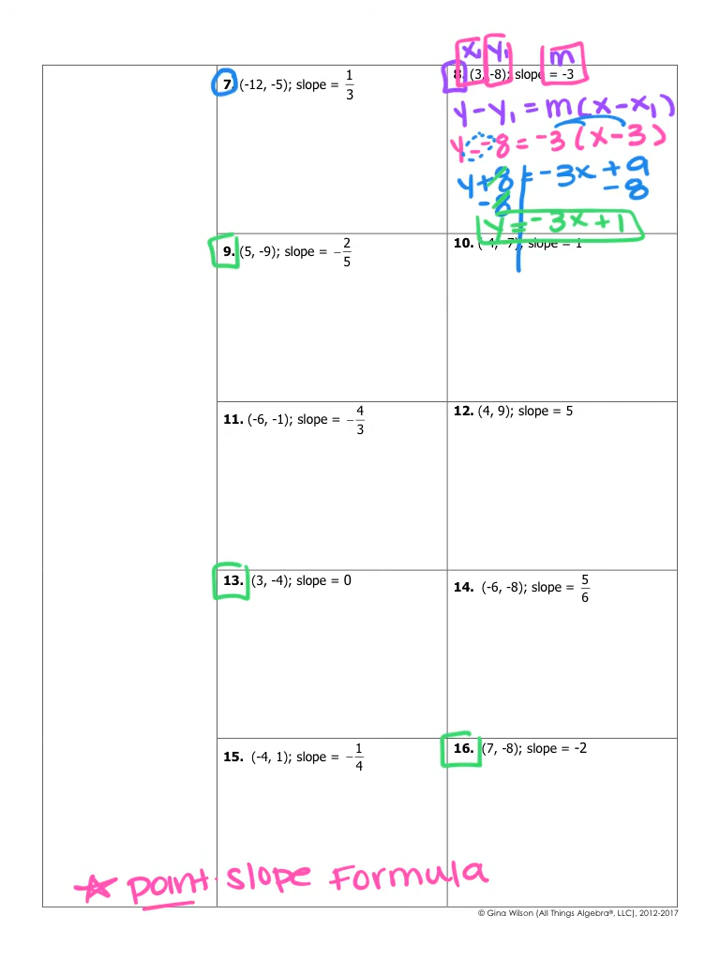 x₁ y₁ m
7. (-12, -5); slope = 1/3
8. (3, -8); slope = -3
y - y₁ = m(x - x₁)
y - -8 = -3(x - 3)
y + 8 = -3x + 9
-8 -8
y = -3x + 1
9. (5, -9); slope = -2/5
10. (-4, -7); slope = 1
11. (-6, -1); slope = -4/3
12. (4, 9); slope = 5
13. (3, -4); slope = 0
14. (-6, -8); slope = 5/6
15. (-4, 1); slope = -1/4
16. (7, -8); slope = -2
☆ point-slope Formula
© Gina Wilson (All Things Algebra®, LLC), 2012-2017